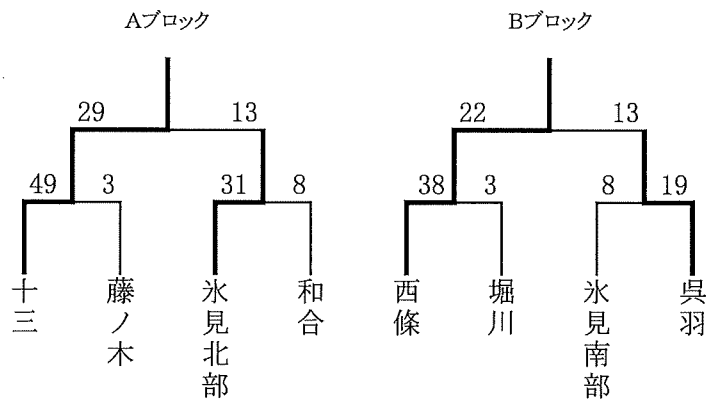 Aブロック
Bブロック
29
13
22
13
49
3
31
8
38
3
8
19
十三
藤ノ木
氷見北部
和合
西條
堀川
氷見南部
呉羽